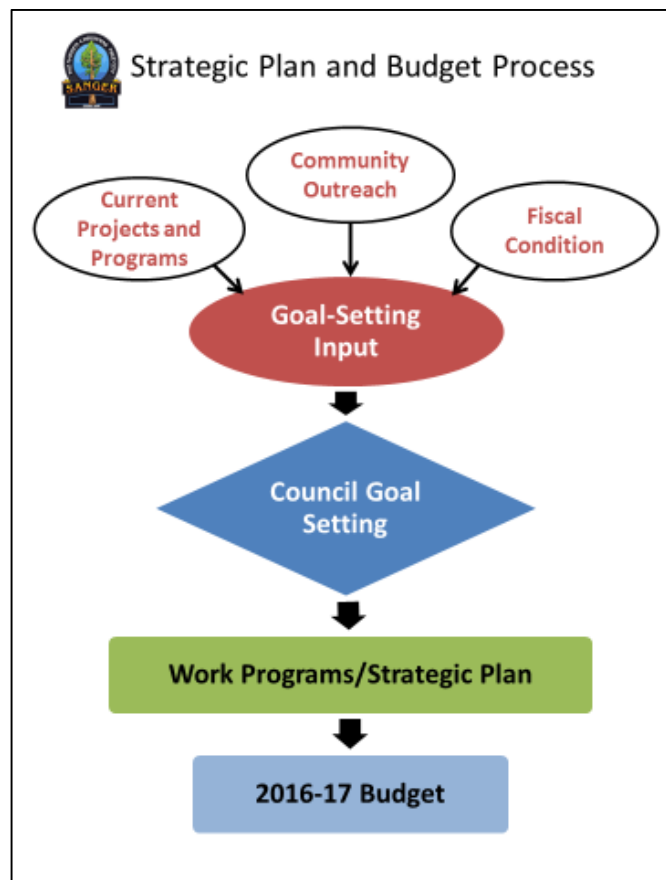 SANGER
Strategic Plan and Budget Process
Community
Outreach
Current
Projects and
Programs
Fiscal
Condition
Goal-Setting
Input
Council Goal
Setting
Work Programs/Strategic Plan
2016-17 Budget